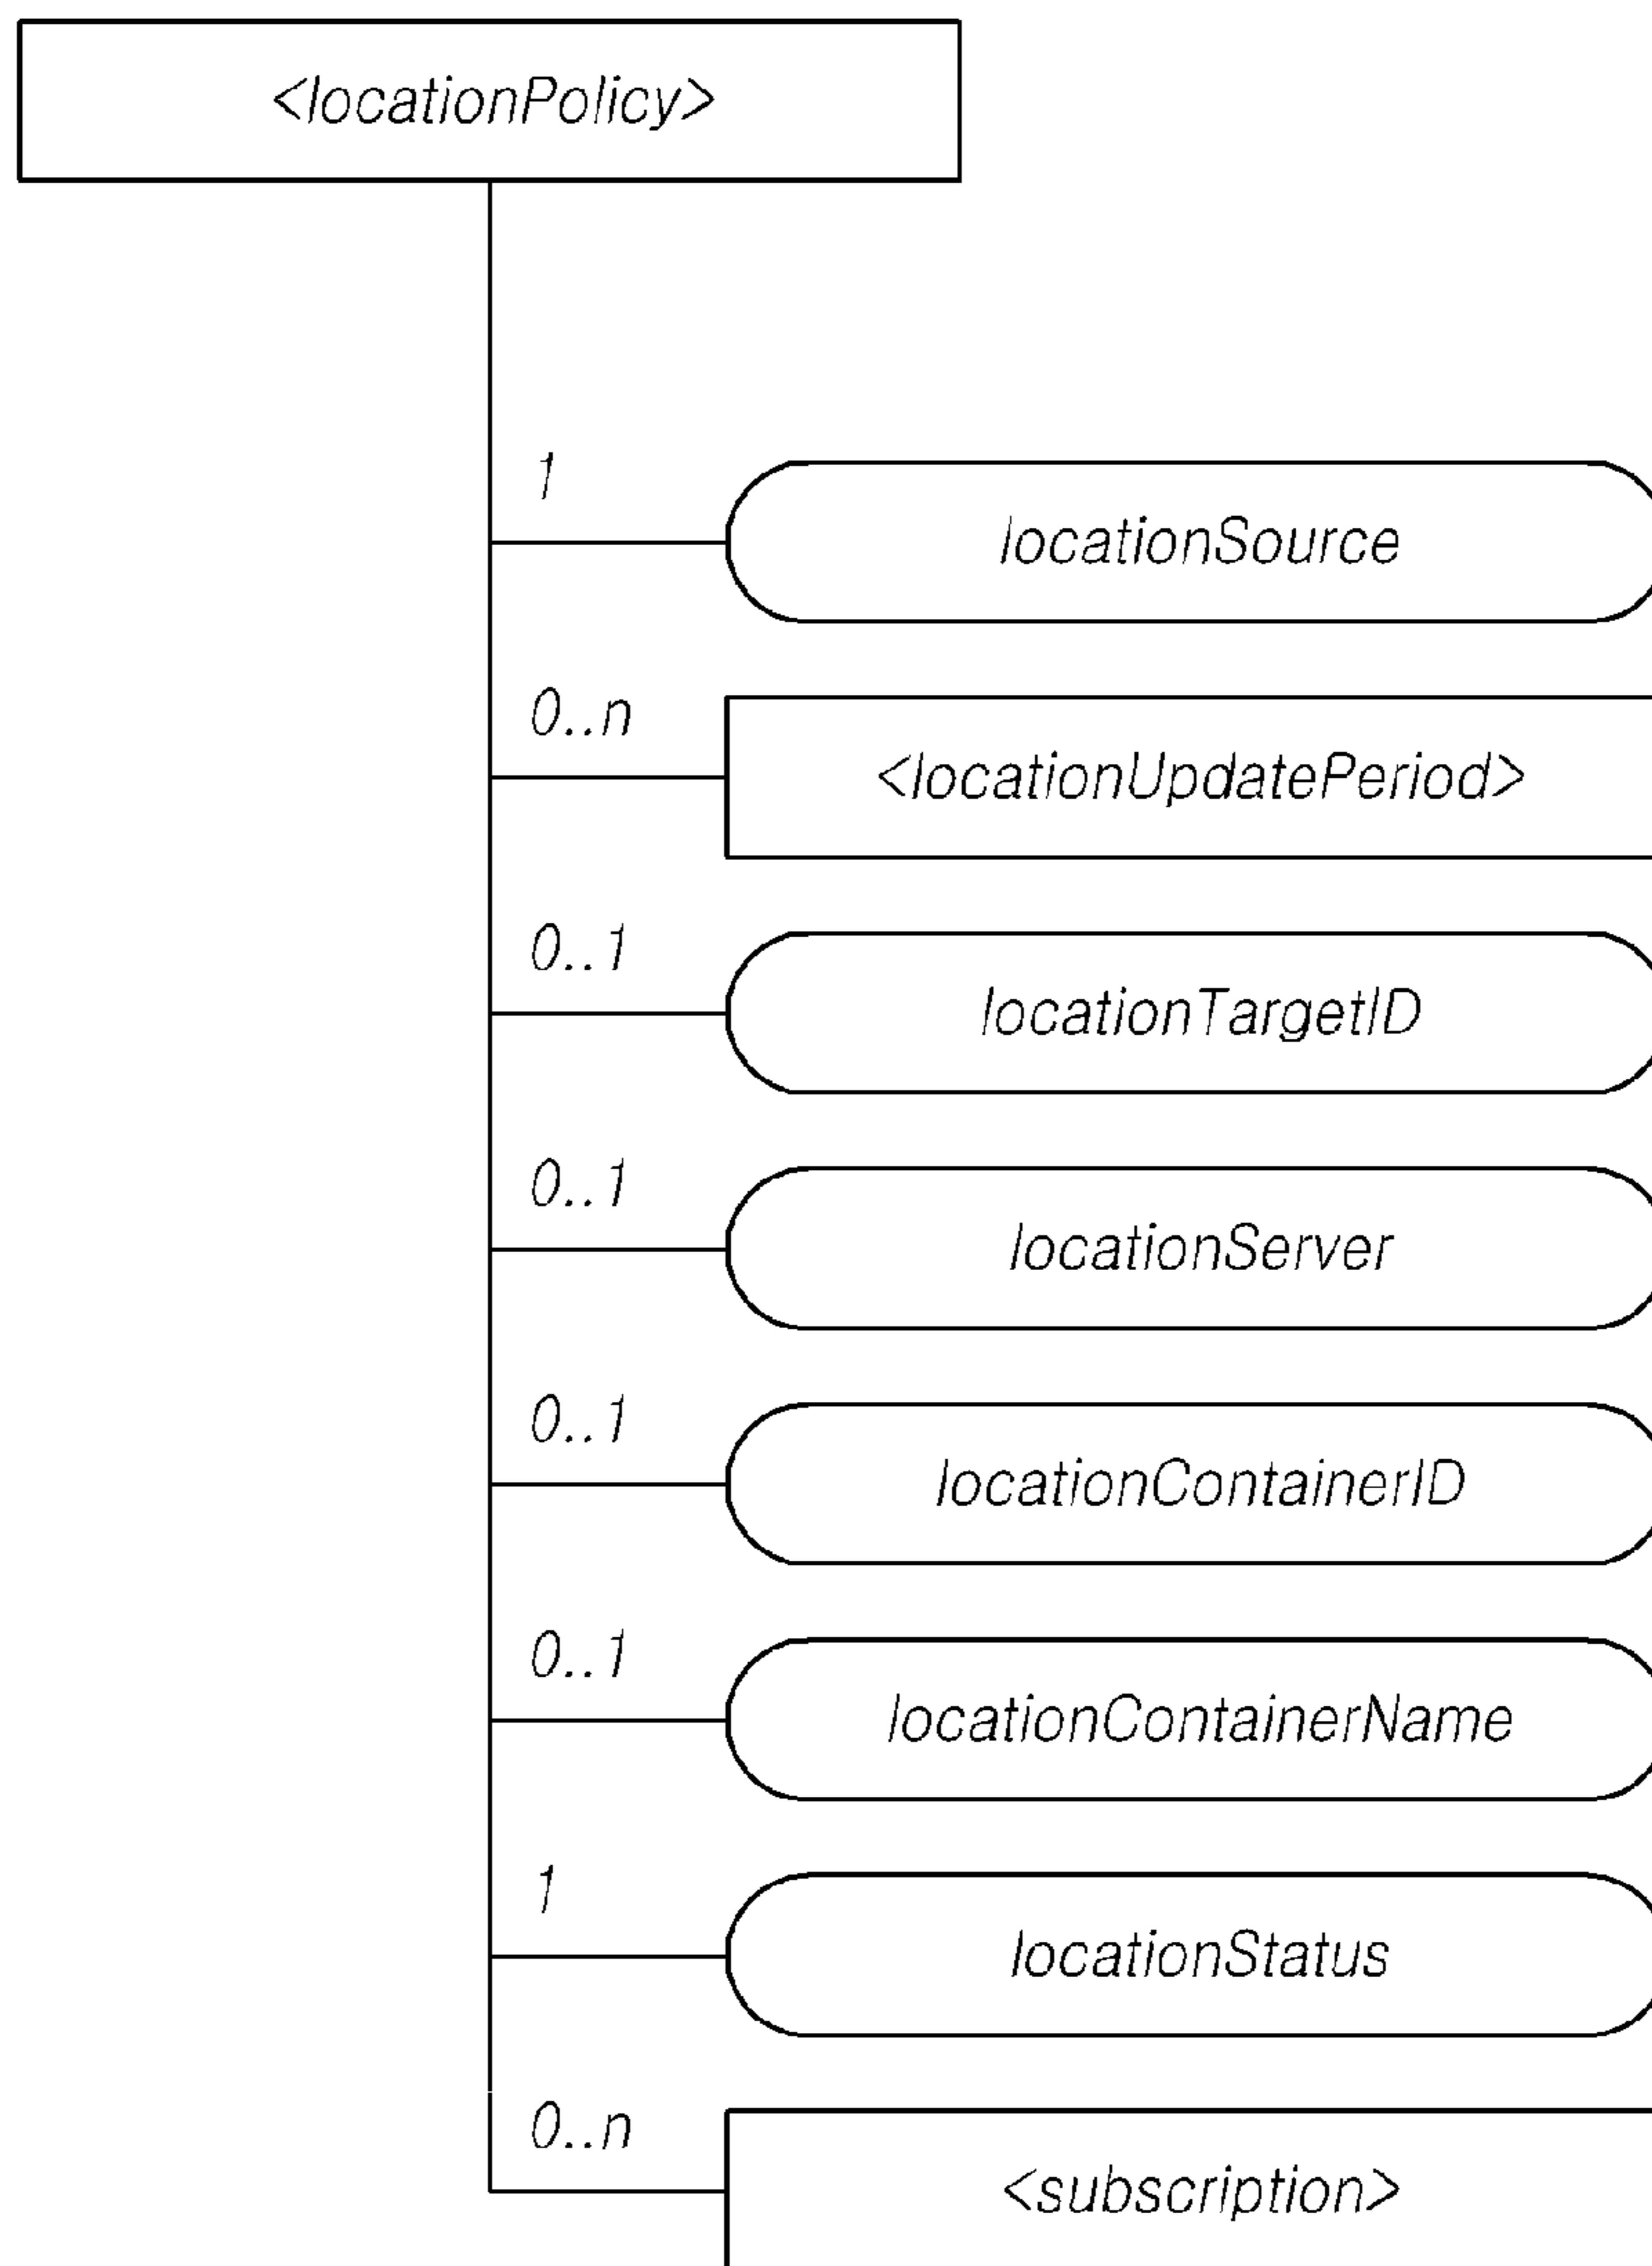 <locationPolicy>
1
locationSource
0..n
<locationUpdatePeriod>
0..1
locationTargetID
0..1
locationServer
0..1
locationContainerID
0..1
locationContainerName
1
locationStatus
0..n
<subscription>